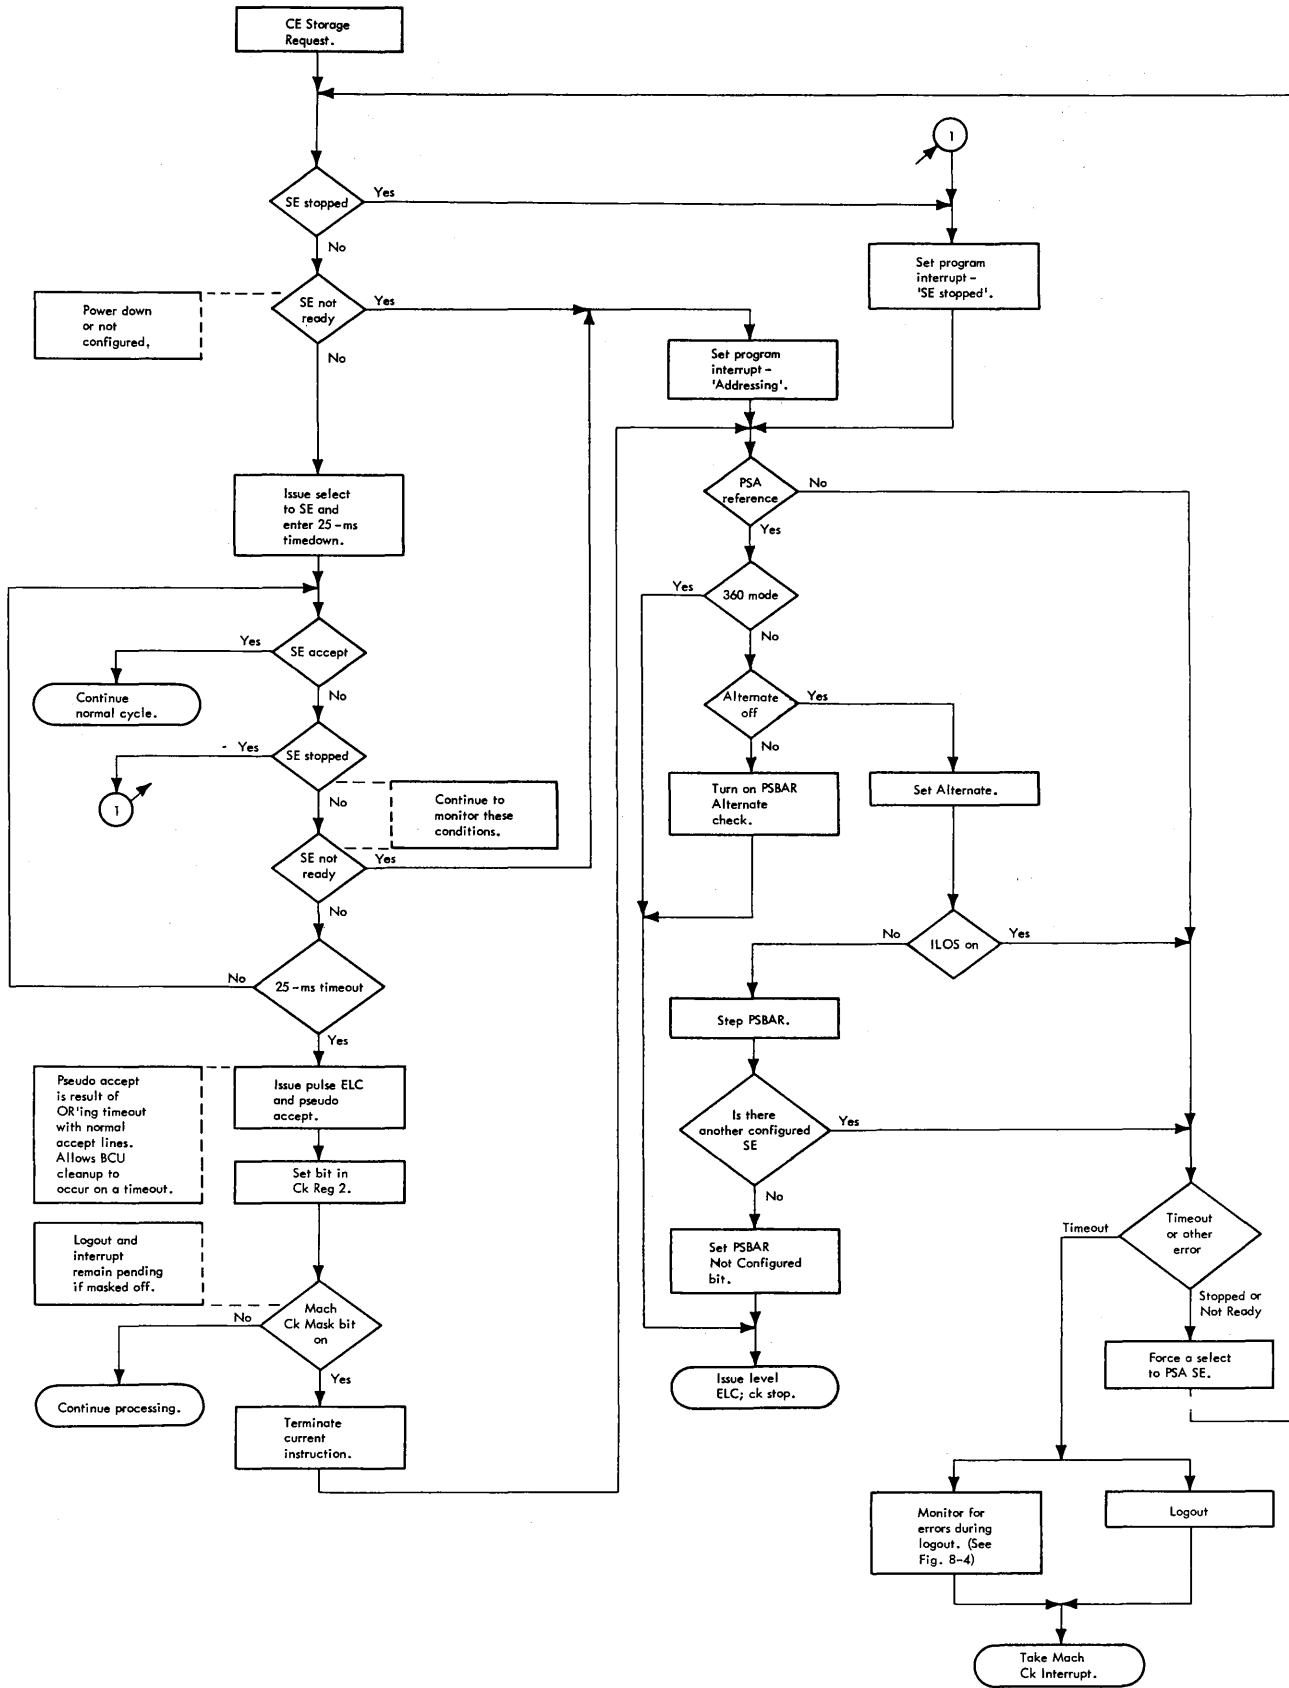 CE Storage
Request.
1
SE stopped
Yes
No
Set program
interrupt -
'SE stopped'.
Power down
or not
configured.
SE not
ready
Yes
No
Set program
interrupt -
'Addressing'.
PSA
reference
No
Yes
Issue select
to SE and
enter 25-ms
timedown.
360 mode
Yes
No
SE accept
Yes
No
Continue
normal cycle.
Alternate
off
Yes
No
SE stopped
- Yes
No
1
Continue to
monitor these
conditions.
Turn on PSBAR
Alternate
check.
Set Alternate.
SE not
ready
Yes
No
ILOS on
No
Yes
25-ms timeout
No
Yes
Step PSBAR.
Pseudo accept
is result of
OR'ing timeout
with normal
accept lines.
Allows BCU
cleanup to
occur on a timeout.
Issue pulse ELC
and pseudo
accept.
Is there
another configured
SE
Yes
No
Set bit in
Ck Reg 2.
Logout and
interrupt
remain pending
if masked off.
Set PSBAR
Not Configured
bit.
Timeout
or other
error
Timeout
Stopped or
Not Ready
Mach
Ck Mask bit
on
No
Yes
Continue processing.
Issue level
ELC; ck stop.
Force a select
to PSA SE.
Terminate
current
instruction.
Monitor for
errors during
logout. (See
Fig. 8-4)
Logout
Take Mach
Ck Interrupt.